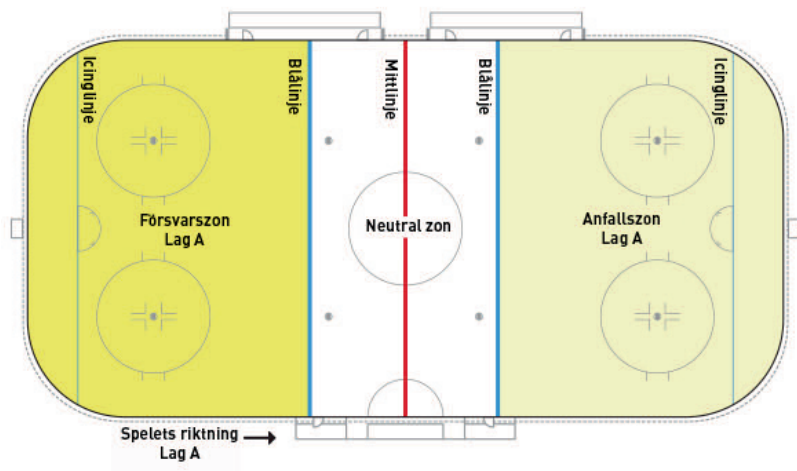 Icinglinje
Blålinje
Mittlinje
Blålinje
Icinglinje
Försvarszon
Lag A
Neutral zon
Anfallszon
Lag A
Spelets riktning
Lag A